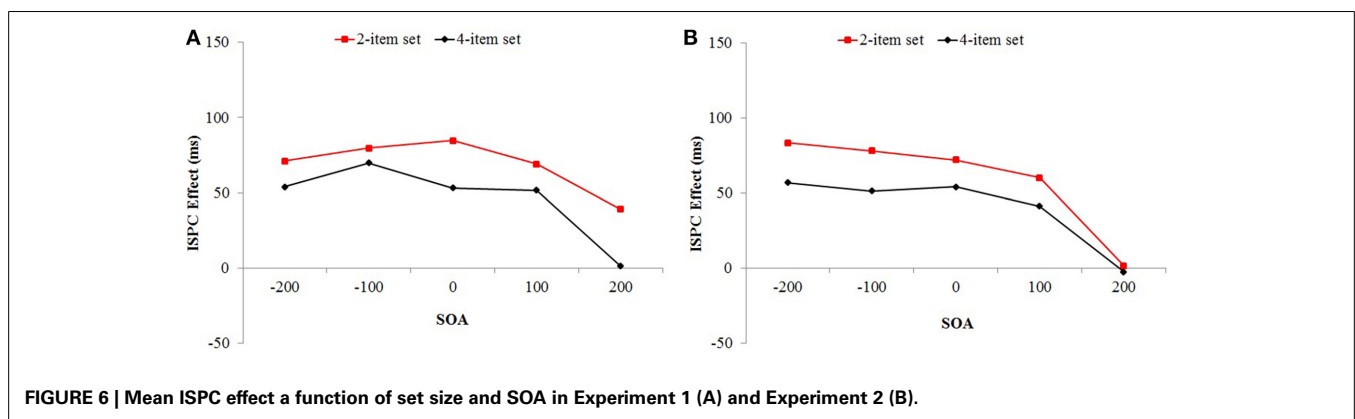 A
2-item set
4-item set
150
100
50
0
-50
ISPC Effect (ms)
-200 -100 0 100 200
SOA
B
2-item set
4-item set
150
100
50
0
-50
ISPC Effect (ms)
-200 -100 0 100 200
SOA
FIGURE 6 | Mean ISPC effect a function of set size and SOA in Experiment 1 (A) and Experiment 2 (B).